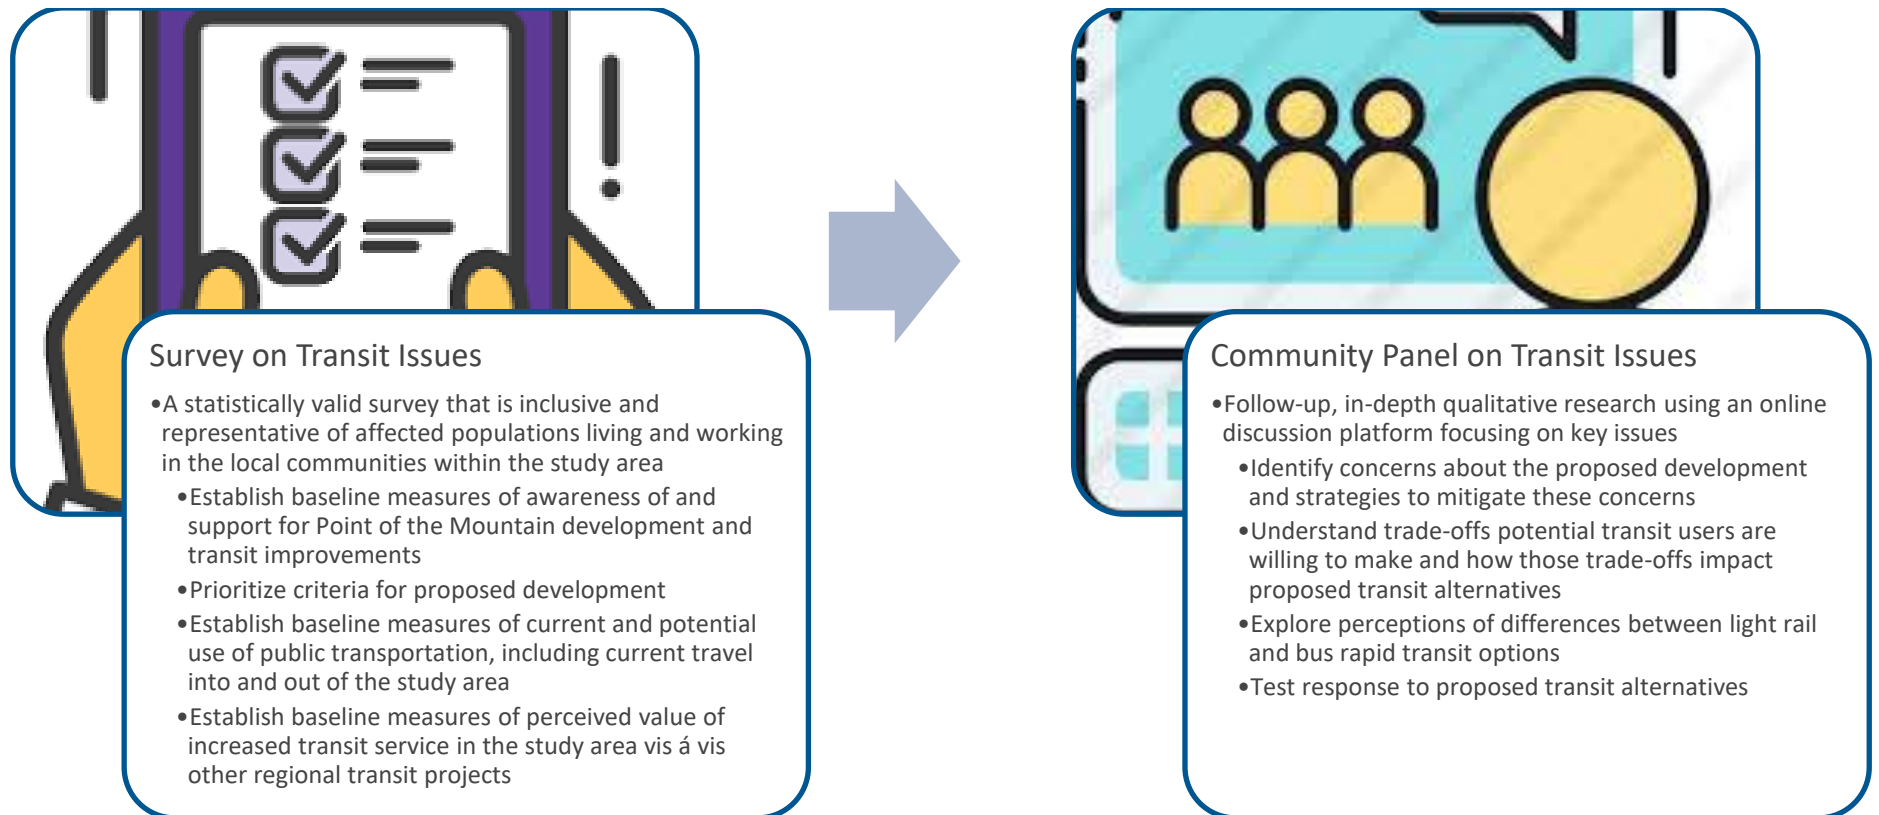 Survey on Transit Issues
•A statistically valid survey that is inclusive and
representative of affected populations living and working
in the local communities within the study area
•Establish baseline measures of awareness of and
support for Point of the Mountain development and
transit improvements
•Prioritize criteria for proposed development
•Establish baseline measures of current and potential
use of public transportation, including current travel
into and out of the study area
•Establish baseline measures of perceived value of
increased transit service in the study area vis á vis
other regional transit projects
Community Panel on Transit Issues
•Follow-up, in-depth qualitative research using an online
discussion platform focusing on key issues
•Identify concerns about the proposed development
and strategies to mitigate these concerns
•Understand trade-offs potential transit users are
willing to make and how those trade-offs impact
proposed transit alternatives
•Explore perceptions of differences between light rail
and bus rapid transit options
•Test response to proposed transit alternatives